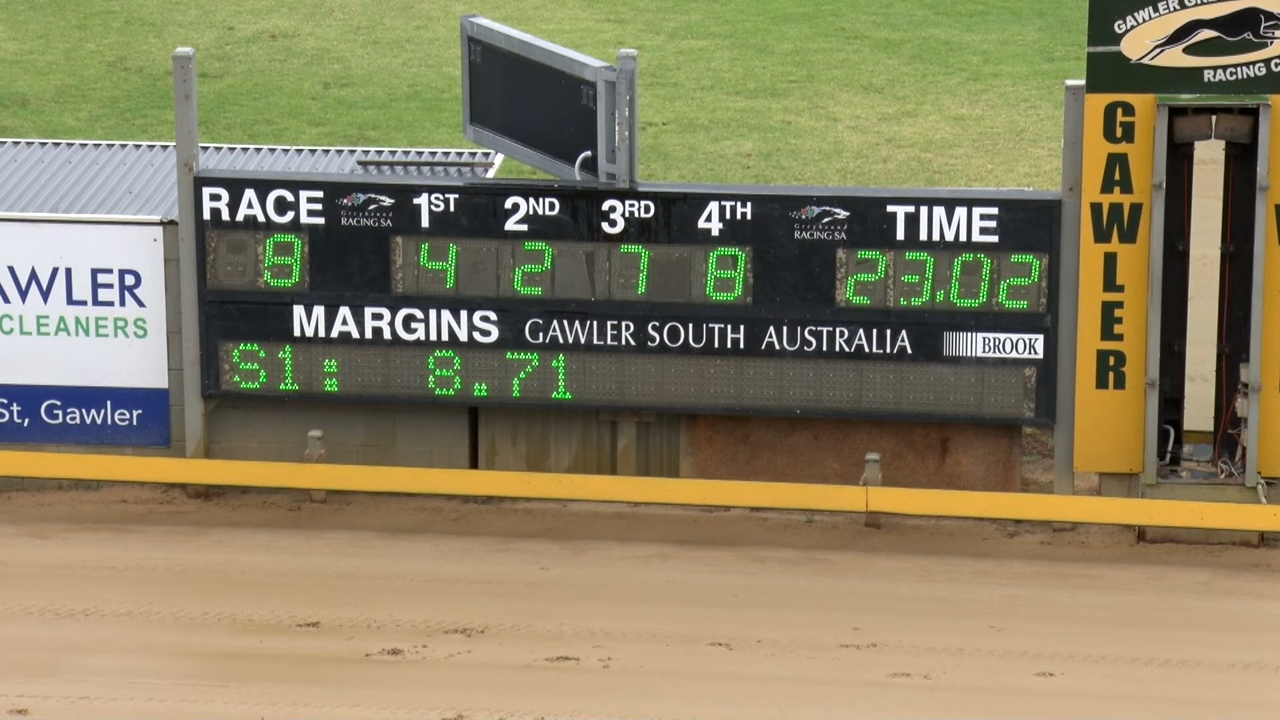 GAWLER GRE
RACING C
GAWLER
RACE
Greyhound
RACING SA
1ST 2ND 3RD 4TH
Greyhound
RACING SA
TIME
8 4 2 7 8 23.02
MARGINS GAWLER SOUTH AUSTRALIA BROOK
S1: 8.71
AWLER
CLEANERS
St, Gawler